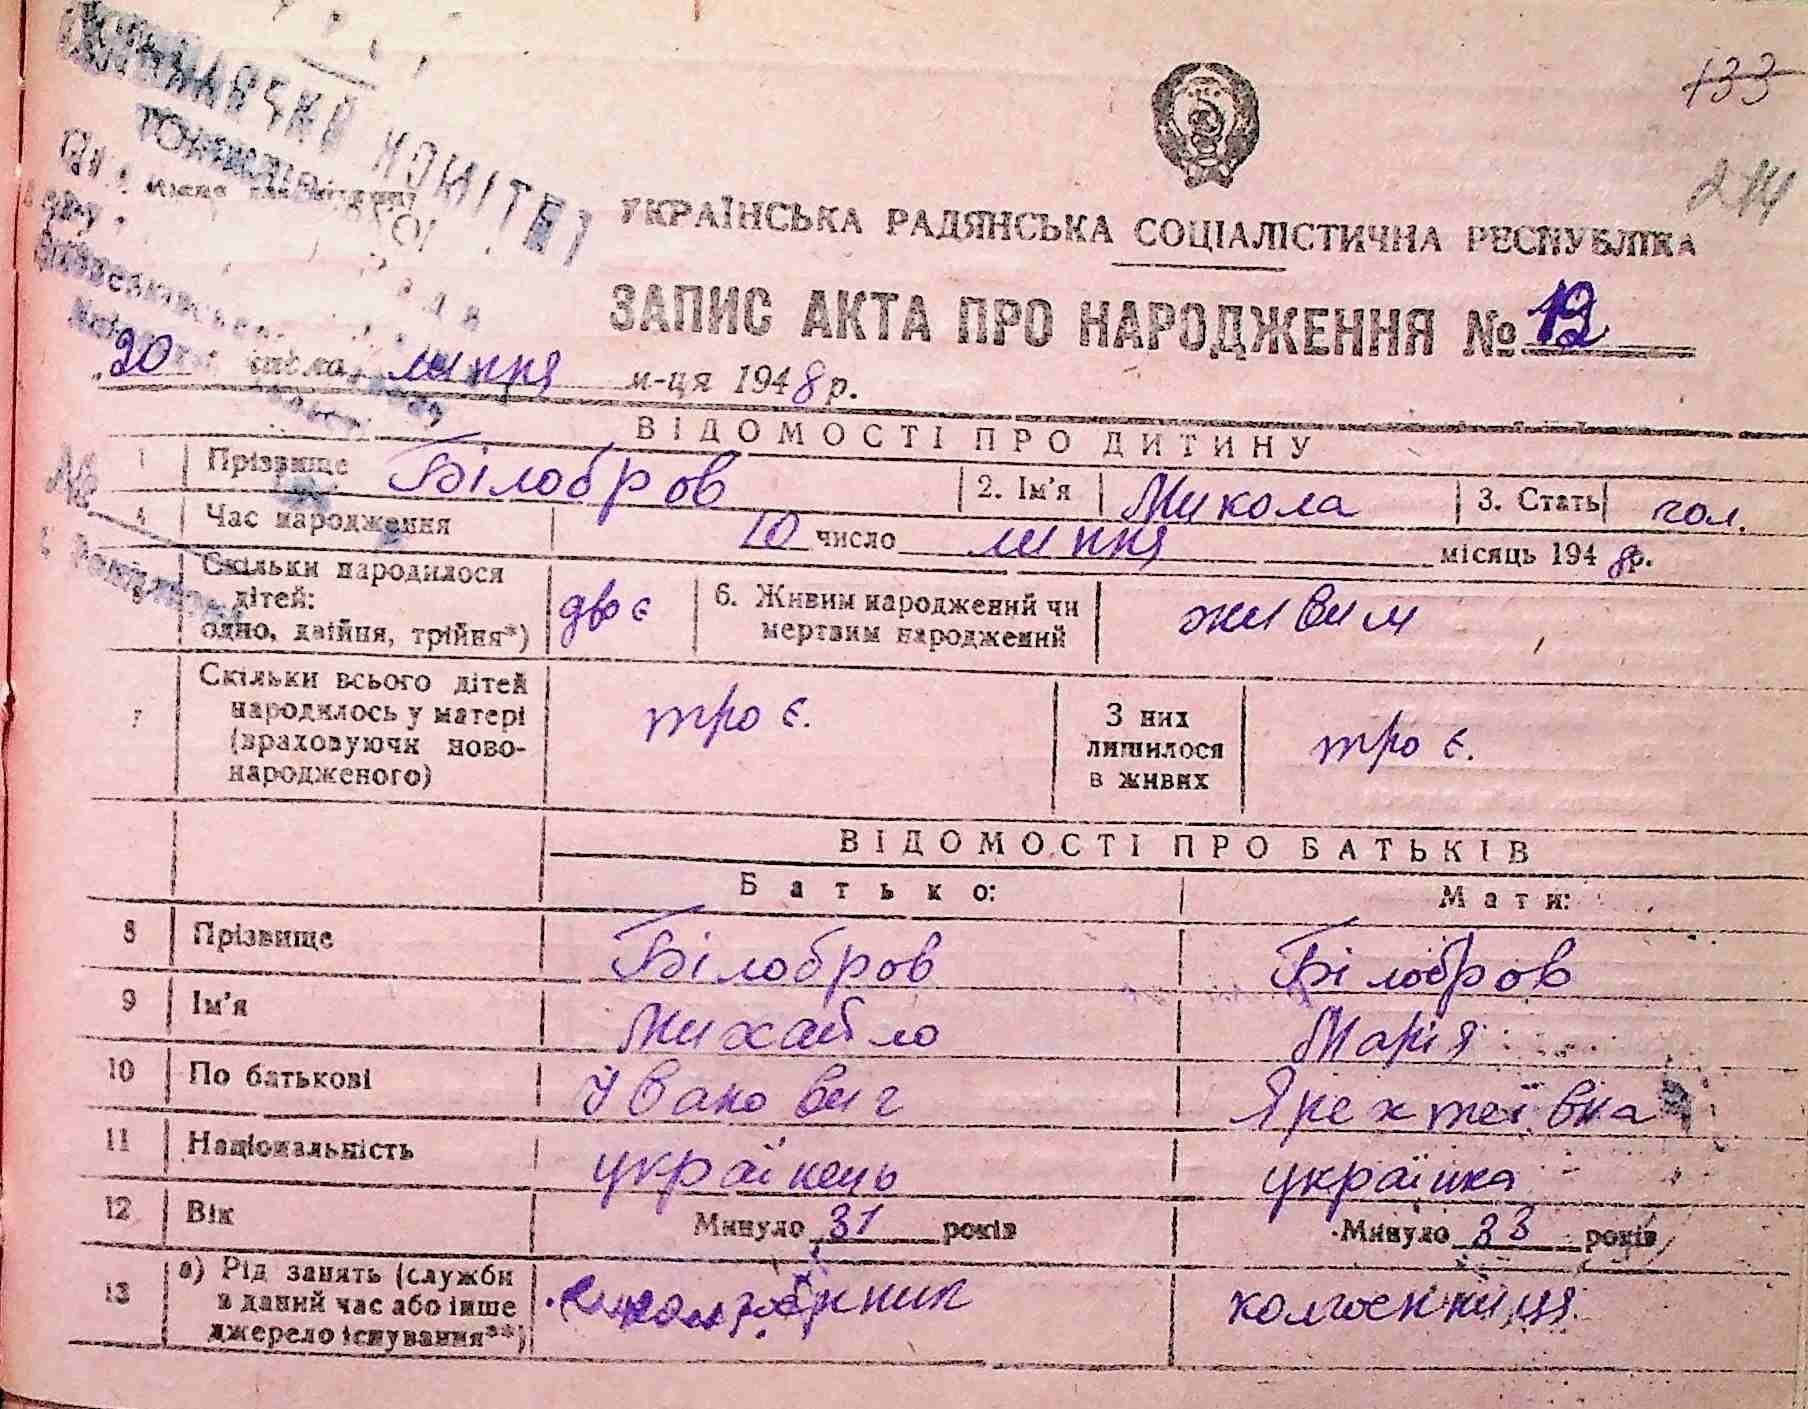 133
214
КОМІТЕТ
УКРАЇНСЬКА РАДЯНСЬКА СОЦІАЛІСТИЧНА РЕСПУБЛІКА
ЗАПИС АКТА ПРО НАРОДЖЕННЯ № 12
20 числа липня м-ця 1948 р.
ВІДОМОСТІ ПРО ДИТИНУ
1 Прізвище Білобров 2. Ім'я Микола 3. Стать чол.
4 Час народження 10 число липня місяць 1948 р.
5 Скільки народилося дітей: одно, двійня, трійня*) двоє 6. Живим народжений чи мертвим народжений живим
7 Скільки всього дітей народилось у матері (враховуючи новонародженого) троє. З них лишилося в живих троє.
ВІДОМОСТІ ПРО БАТЬКІВ
Батько: Мати:
8 Прізвище Білобров Білобров
9 Ім'я Михайло Марія
10 По батькові Іванович
11 Національність українець українка
12 Вік Минуло 31 років Минуло 33 років
13 а) Рід занять (служби в даний час або інше джерело існування**)